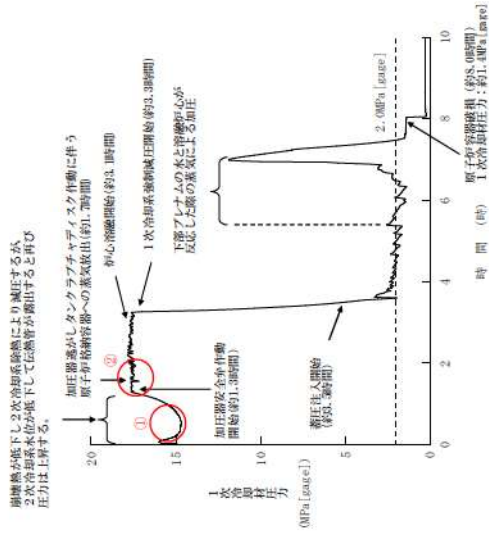 崩壊熱が低下し2次冷却系除熱により減圧するが、
2次冷却系水位が低下して伝熱管が露出すると再び
圧力は上昇する。
加圧器逃がしタンクラプチャディスク作動に伴う
原子炉格納容器への蒸気放出(約1.7時間)
炉心溶融開始(約3.1時間)
1次冷却系強制減圧開始(約3.3時間)
下部プレナムの水と溶融炉心が
反応した際の蒸気による加圧
①
②
加圧器安全弁作動
開始(約1.3時間)
蓄圧注入開始
(約3.5時間)
2.0MPa[gage]
原子炉容器破損(約8.0時間)
1次冷却材圧力:約1.4MPa[gage]
1次冷却材圧力
(MPa[gage])
20
15
10
5
0
0
2
4
6
8
10
時 間 (時)